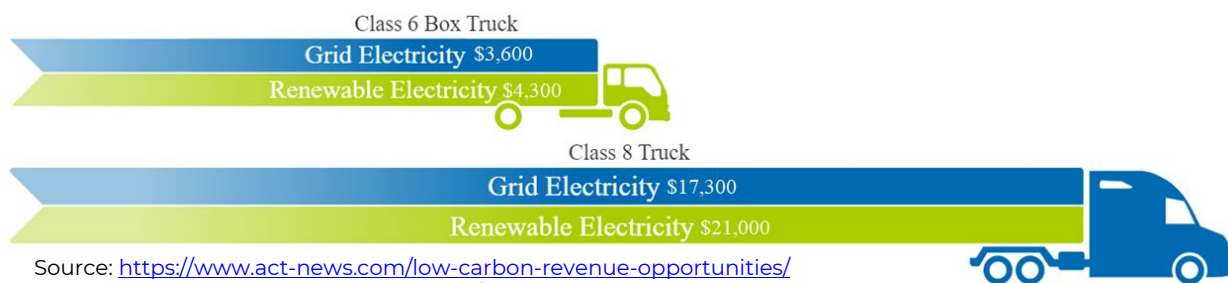 Class 6 Box Truck
Grid Electricity $3,600
Renewable Electricity $4,300
Class 8 Truck
Grid Electricity $17,300
Renewable Electricity $21,000
Source: https://www.act-news.com/low-carbon-revenue-opportunities/